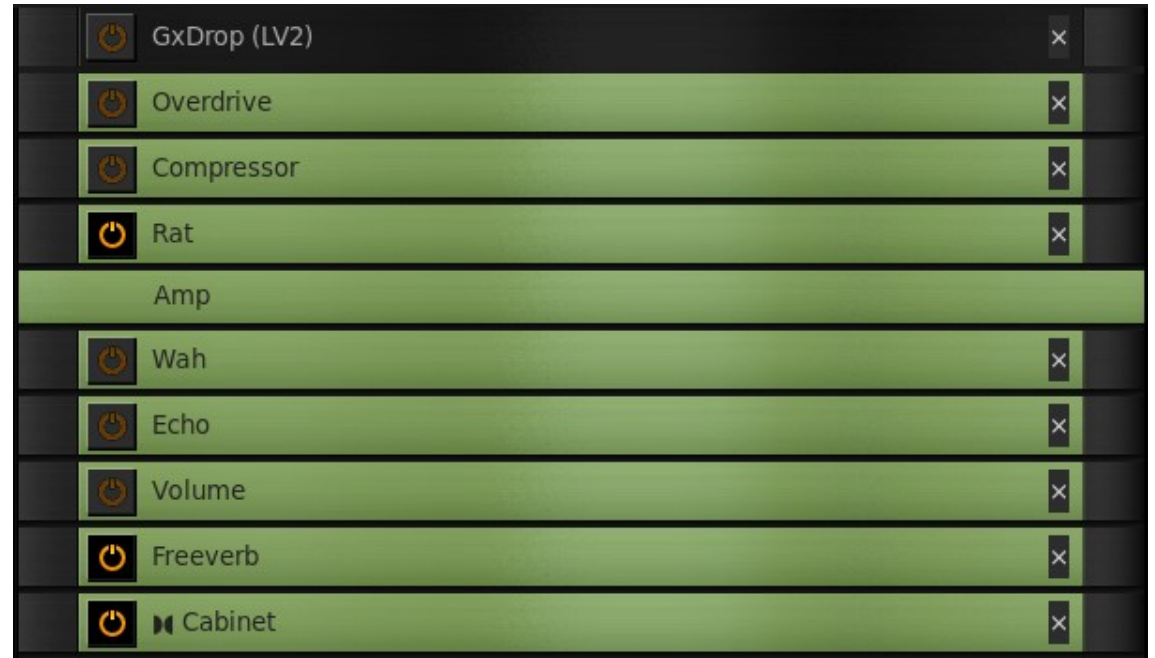 GxDrop (LV2)
Overdrive
Compressor
Rat
Amp
Wah
Echo
Volume
Freeverb
Cabinet